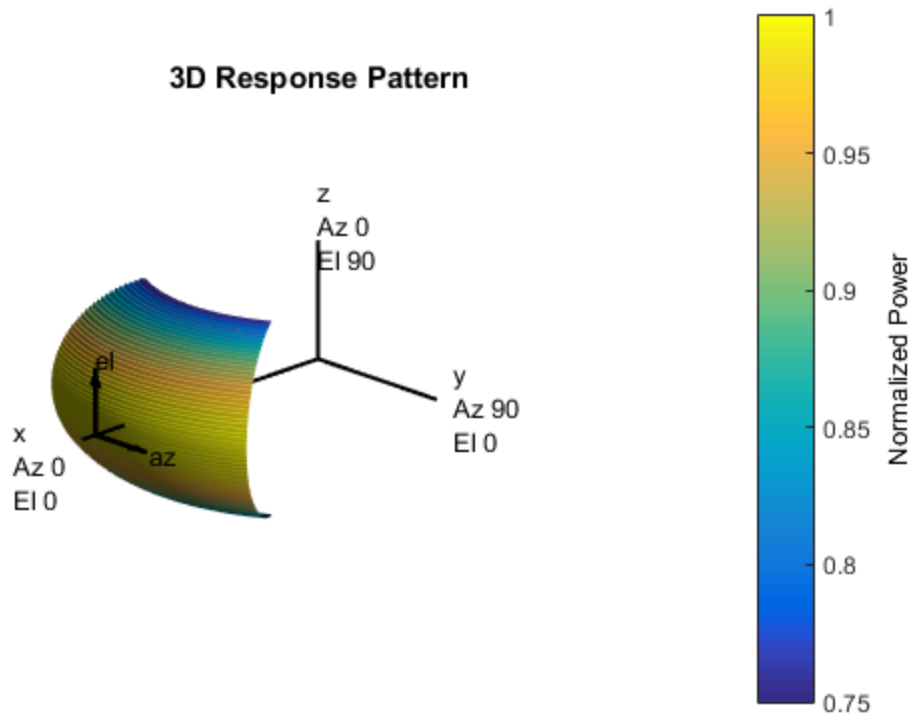 3D Response Pattern
z
Az 0
El 90
y
Az 90
El 0
el
az
x
Az 0
El 0
1
0.95
0.9
0.85
0.8
0.75
Normalized Power